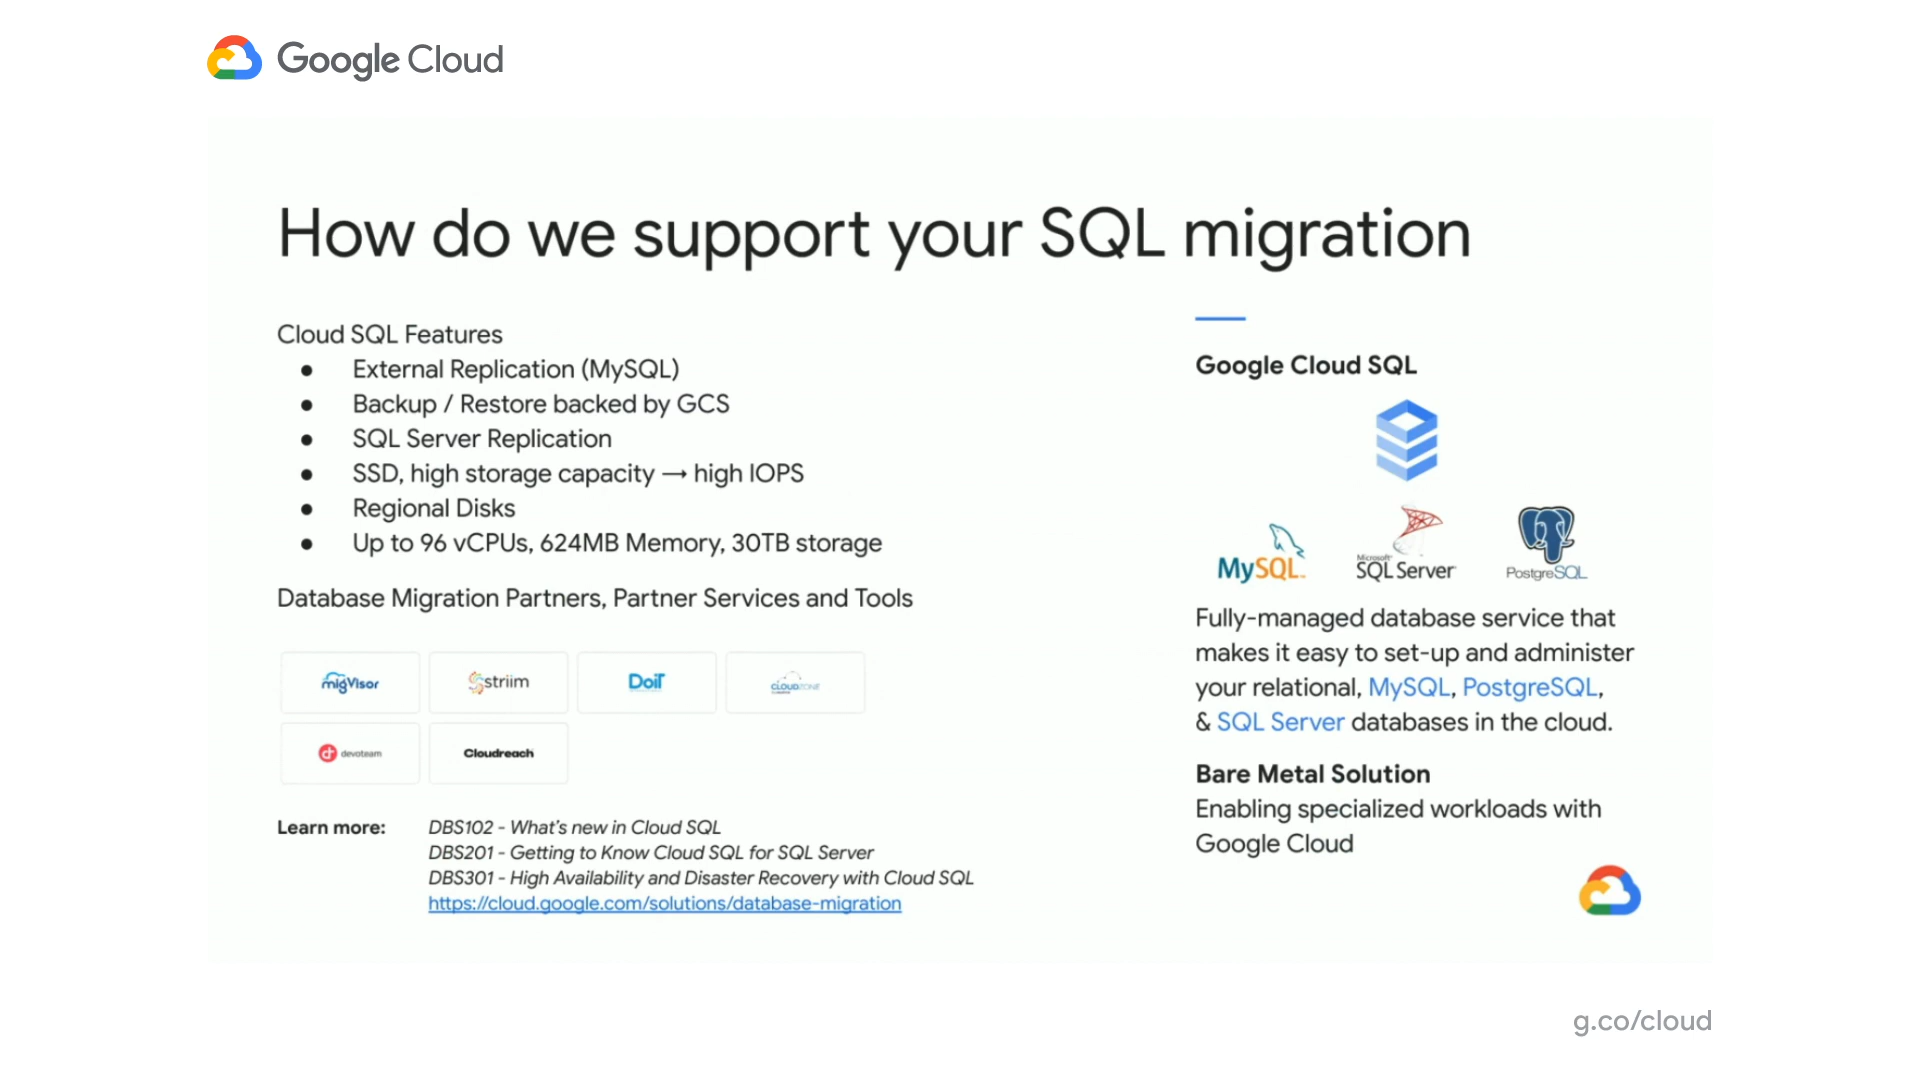 Google Cloud
How do we support your SQL migration
Cloud SQL Features
● External Replication (MySQL)
● Backup / Restore backed by GCS
● SQL Server Replication
● SSD, high storage capacity → high IOPS
● Regional Disks
● Up to 96 vCPUs, 624MB Memory, 30TB storage
Database Migration Partners, Partner Services and Tools
migVisor
striim
DoiT
CLOUDZONE
devoteam
Cloudreach
Learn more:
DBS102 - What's new in Cloud SQL
DBS201 - Getting to Know Cloud SQL for SQL Server
DBS301 - High Availability and Disaster Recovery with Cloud SQL
https://cloud.google.com/solutions/database-migration
Google Cloud SQL
MySQL
Microsoft
SQL Server
PostgreSQL
Fully-managed database service that
makes it easy to set-up and administer
your relational, MySQL, PostgreSQL,
& SQL Server databases in the cloud.
Bare Metal Solution
Enabling specialized workloads with
Google Cloud
g.co/cloud